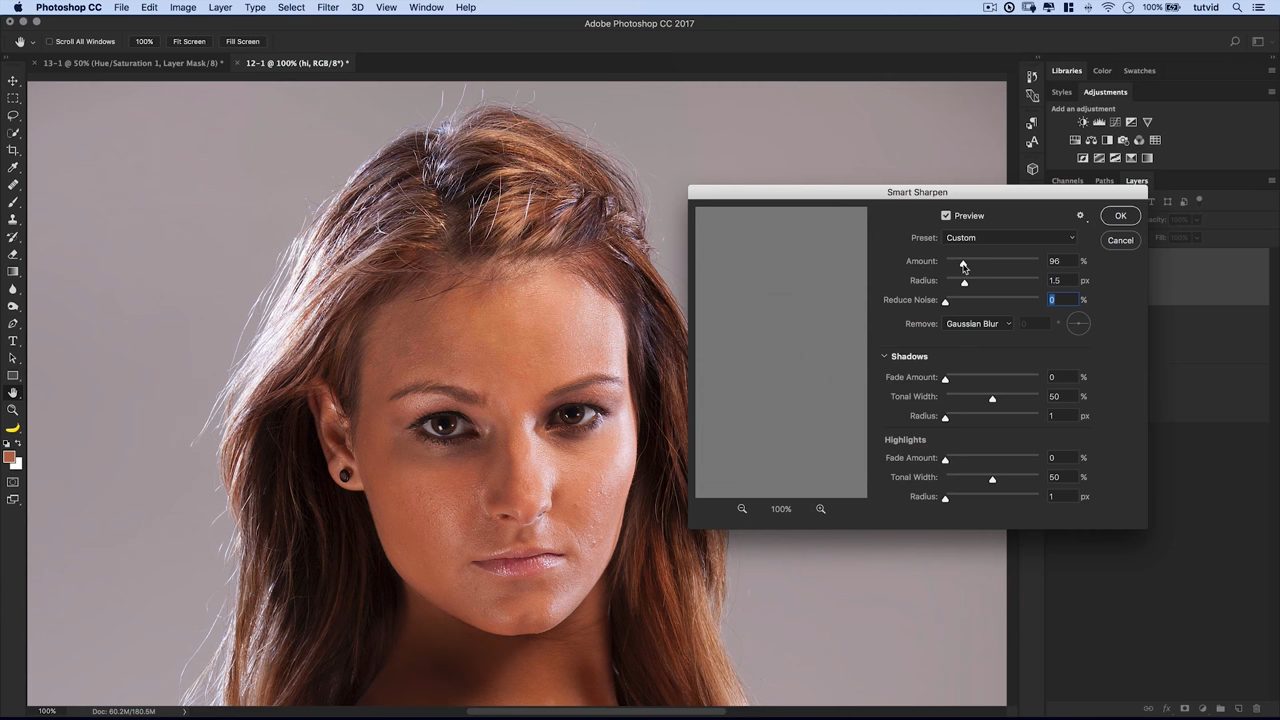 Photoshop CC File Edit Image Layer Type Select Filter 3D View Window Help 100% tutvid
Adobe Photoshop CC 2017
Scroll All Windows 100% Fit Screen Fill Screen
13-1 @ 50% (Hue/Saturation 1, Layer Mask/8) * 12-1 @ 100% (hi, RGB/8*) *
Libraries Color Swatches
Styles Adjustments
Add an adjustment
Channels Paths Layers
Smart Sharpen
Preview
OK
Preset: Custom
Cancel
Amount: 96 %
Radius: 1.5 px
Reduce Noise: 0 %
Remove: Gaussian Blur 0 °
Shadows
Fade Amount: 0 %
Tonal Width: 50 %
Radius: 1 px
Highlights
Fade Amount: 0 %
Tonal Width: 50 %
Radius: 1 px
100%
100% Doc: 60.2M/180.5M
100%
Fill: 100%